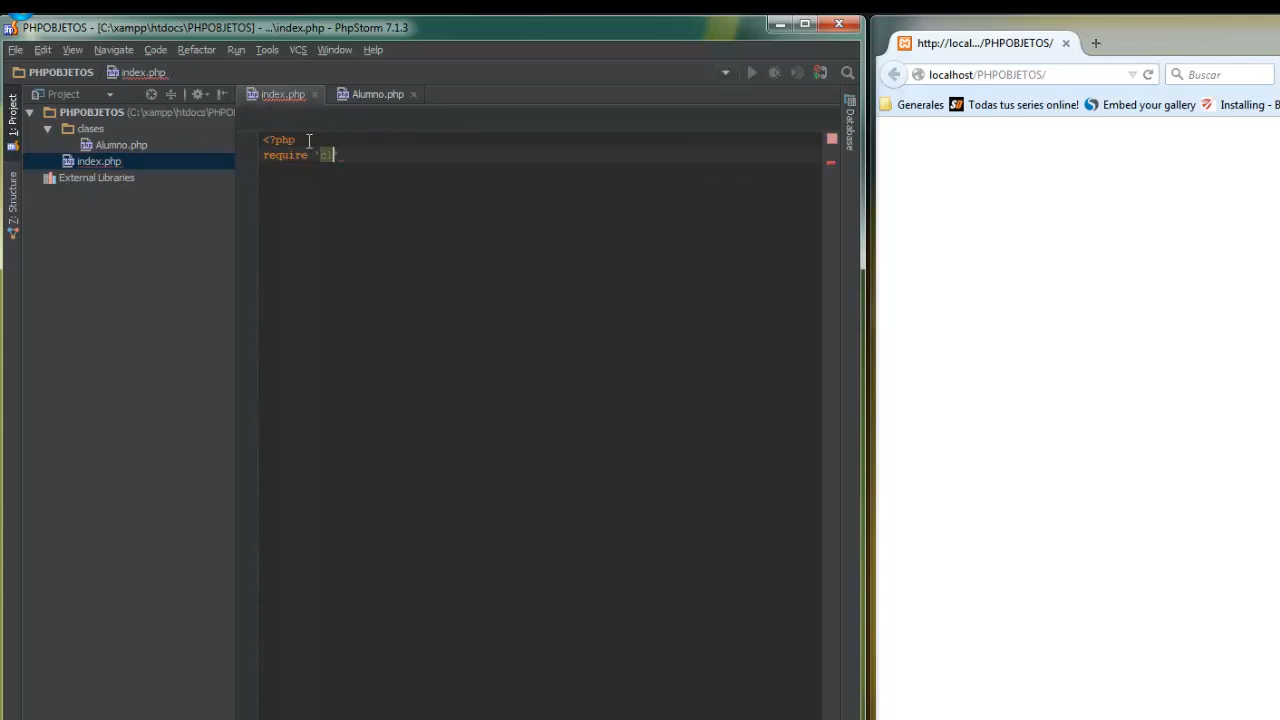 PHPOBJETOS - [C:\xampp\htdocs\PHPOBJETOS] - ...\index.php - PhpStorm 7.1.3
File Edit View Navigate Code Refactor Run Tools VCS Window Help
PHPOBJETOS index.php
Project
index.php
Alumno.php
1: Project
Z: Structure
PHPOBJETOS (C:\xampp\htdocs\PHPO
clases
Alumno.php
index.php
External Libraries
<?php
require 'cl'
Database
http://local.../PHPOBJETOS/
localhost/PHPOBJETOS/
Buscar
Generales
Todas tus series online!
Embed your gallery
Installing -